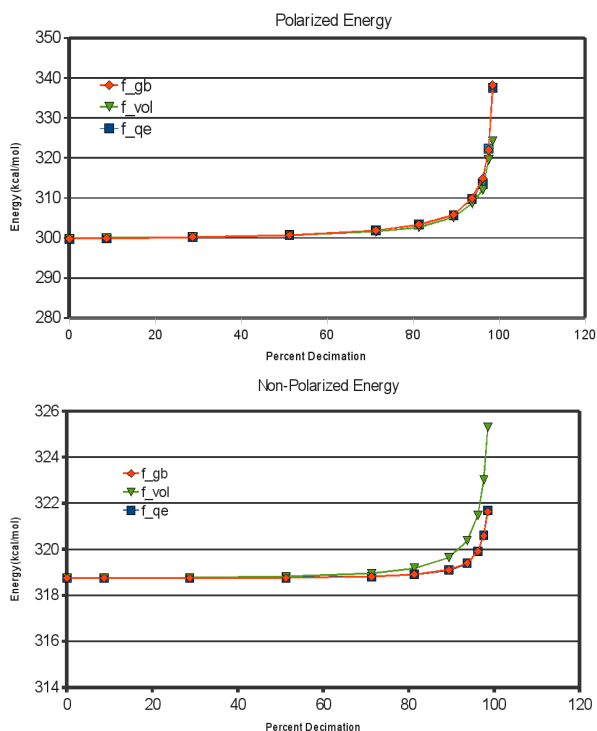 Polarized Energy
350
340
330
320
310
300
290
280
Energy (kcal/mol)
f_gb
f_vol
f_qe
0 20 40 60 80 100 120
Percent Decimation
Non-Polarized Energy
326
324
322
320
318
316
314
Energy (kcal/mol)
f_gb
f_vol
f_qe
0 20 40 60 80 100 120
Percent Decimation